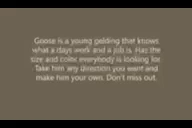 Goose is a young gelding that knows
what a days work and a job is. Has the
size and color everybody is looking for.
Take him any direction you want and
make him your own. Don't miss out.